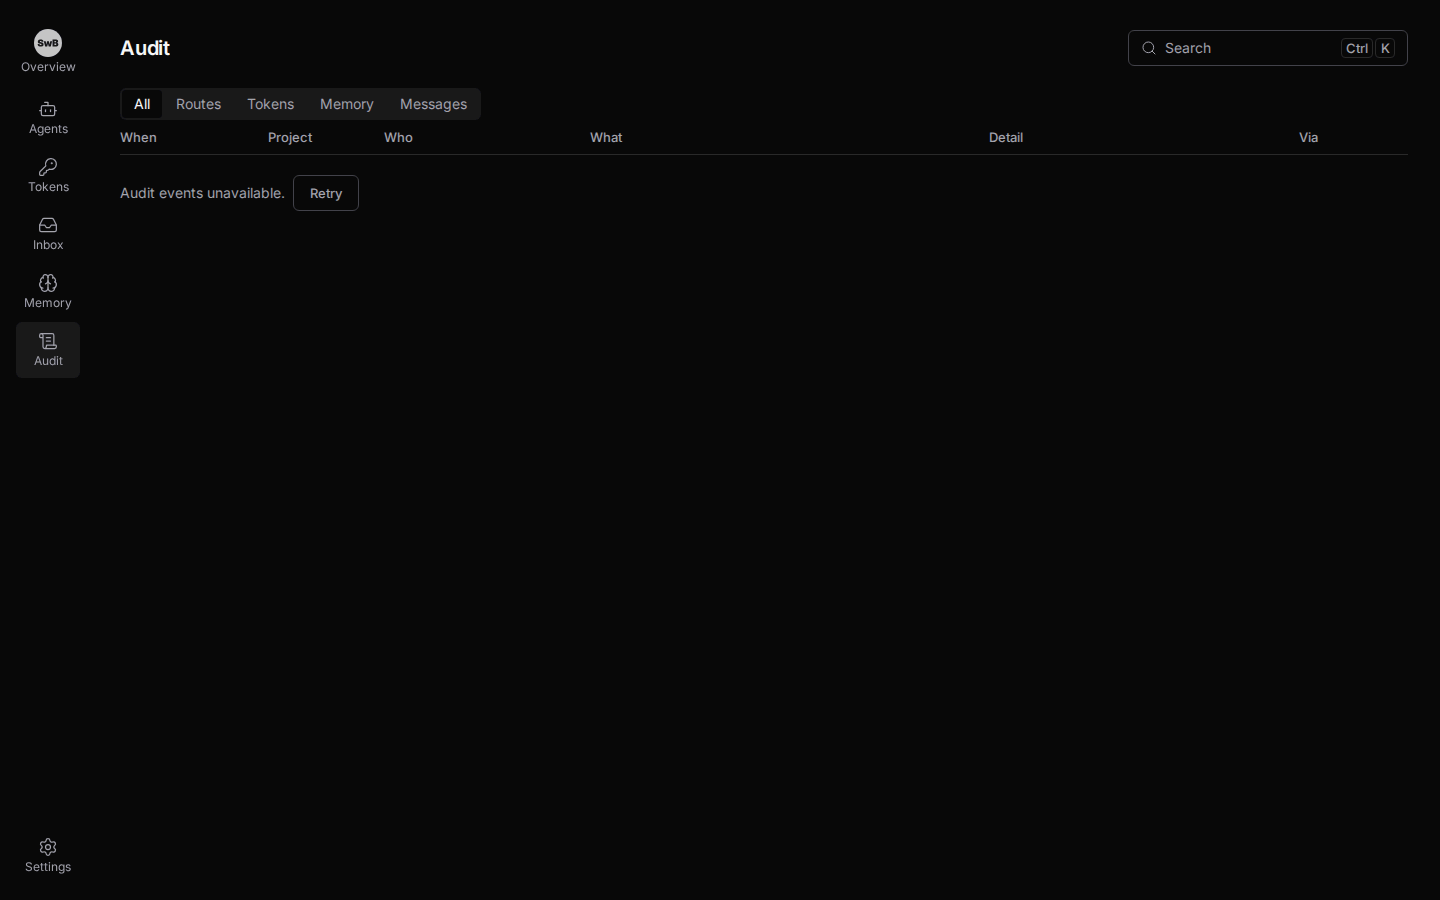 SwB
Overview
Agents
Tokens
Inbox
Memory
Audit
Settings
Audit
Search Ctrl K
All Routes Tokens Memory Messages
When Project Who What Detail Via
Audit events unavailable. Retry